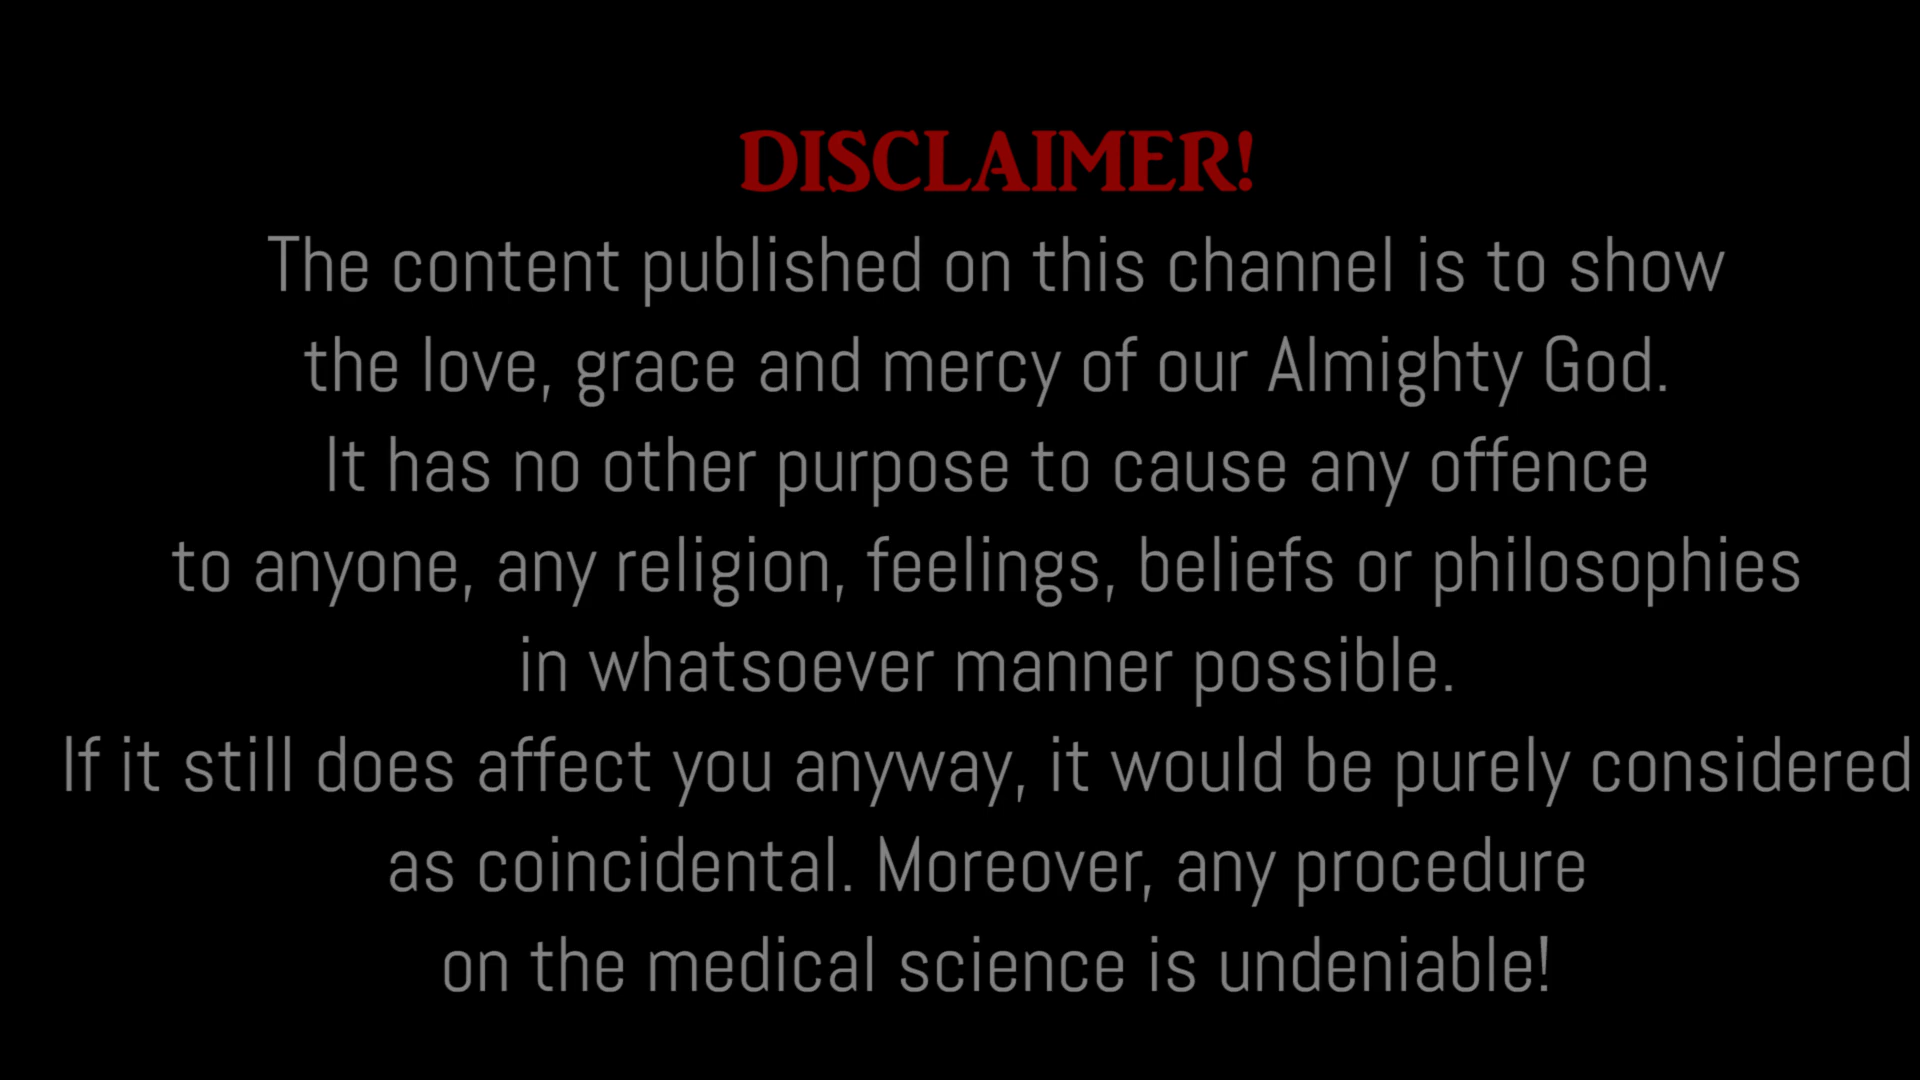 DISCLAIMER!
The content published on this channel is to show
the love, grace and mercy of our Almighty God.
It has no other purpose to cause any offence
to anyone, any religion, feelings, beliefs or philosophies
in whatsoever manner possible.
If it still does affect you anyway, it would be purely considered
as coincidental. Moreover, any procedure
on the medical science is undeniable!